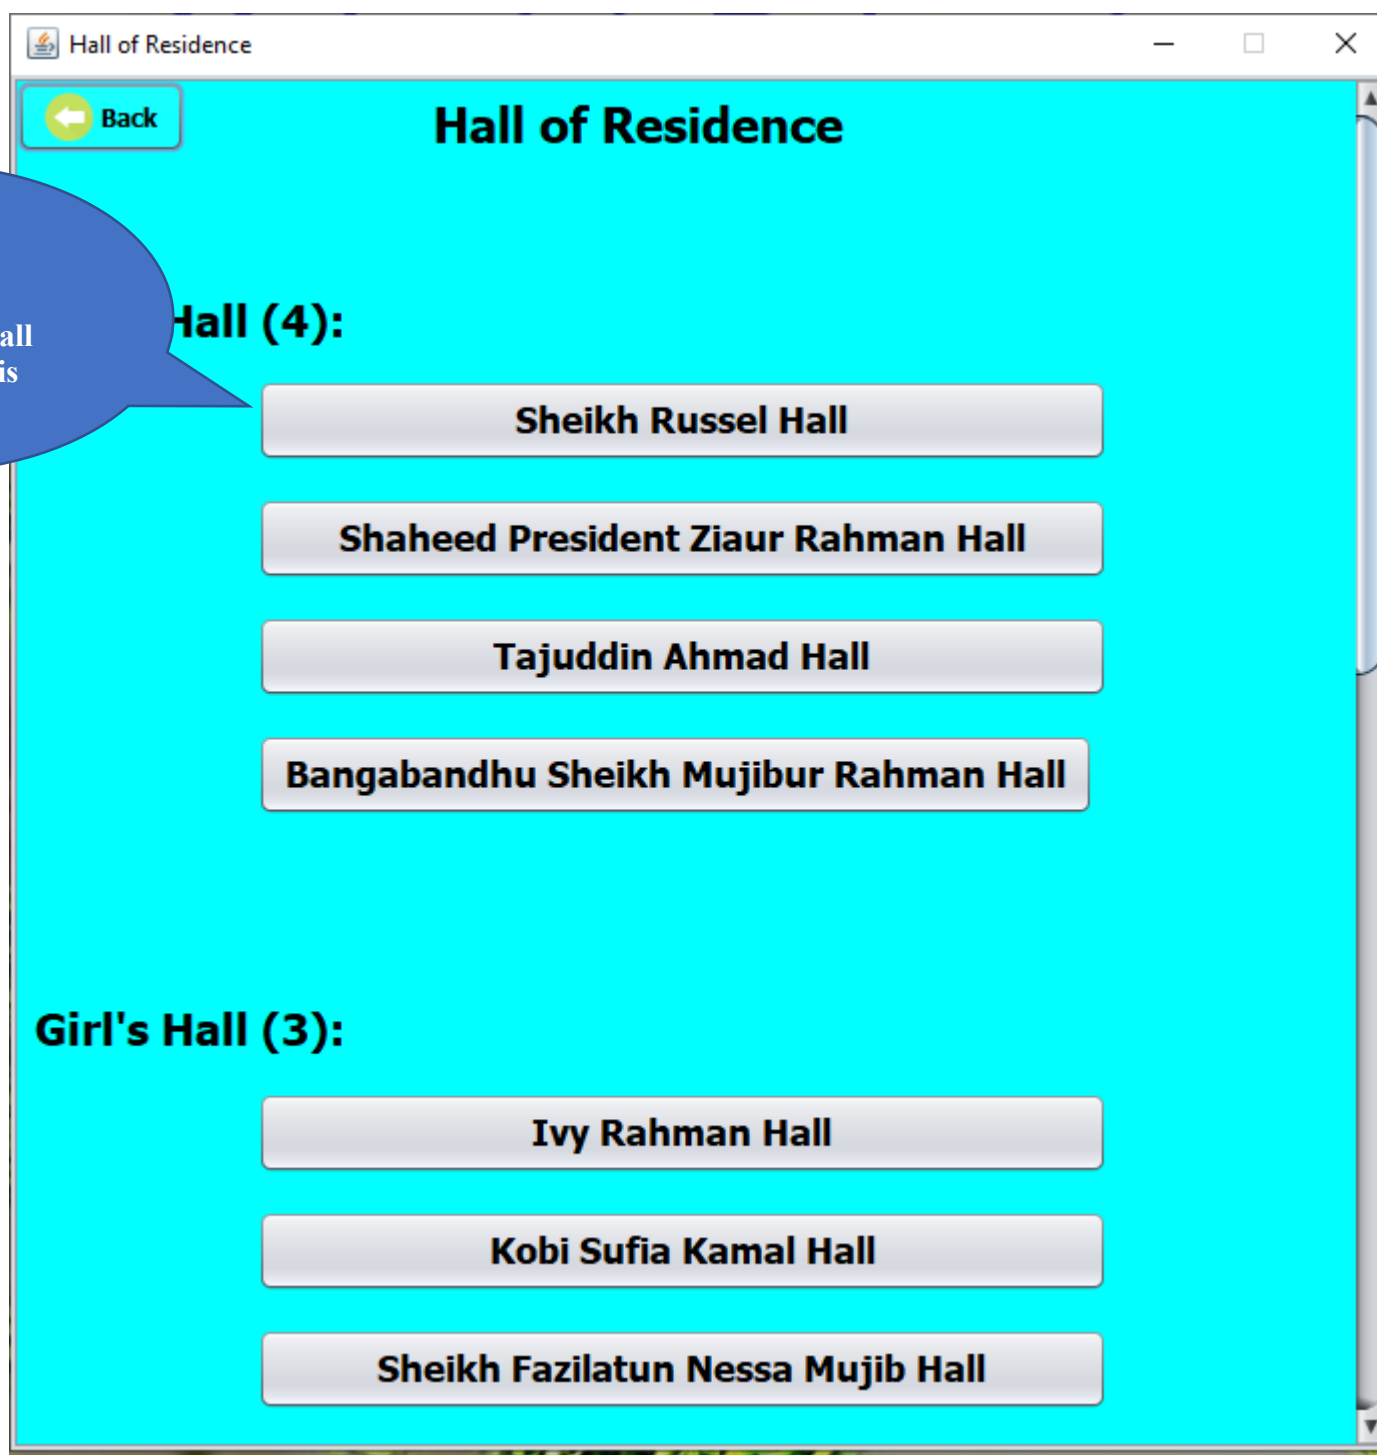 Hall of Residence
Back
Hall of Residence
Hall (4):
all
is
Sheikh Russel Hall
Shaheed President Ziaur Rahman Hall
Tajuddin Ahmad Hall
Bangabandhu Sheikh Mujibur Rahman Hall
Girl's Hall (3):
Ivy Rahman Hall
Kobi Sufia Kamal Hall
Sheikh Fazilatun Nessa Mujib Hall